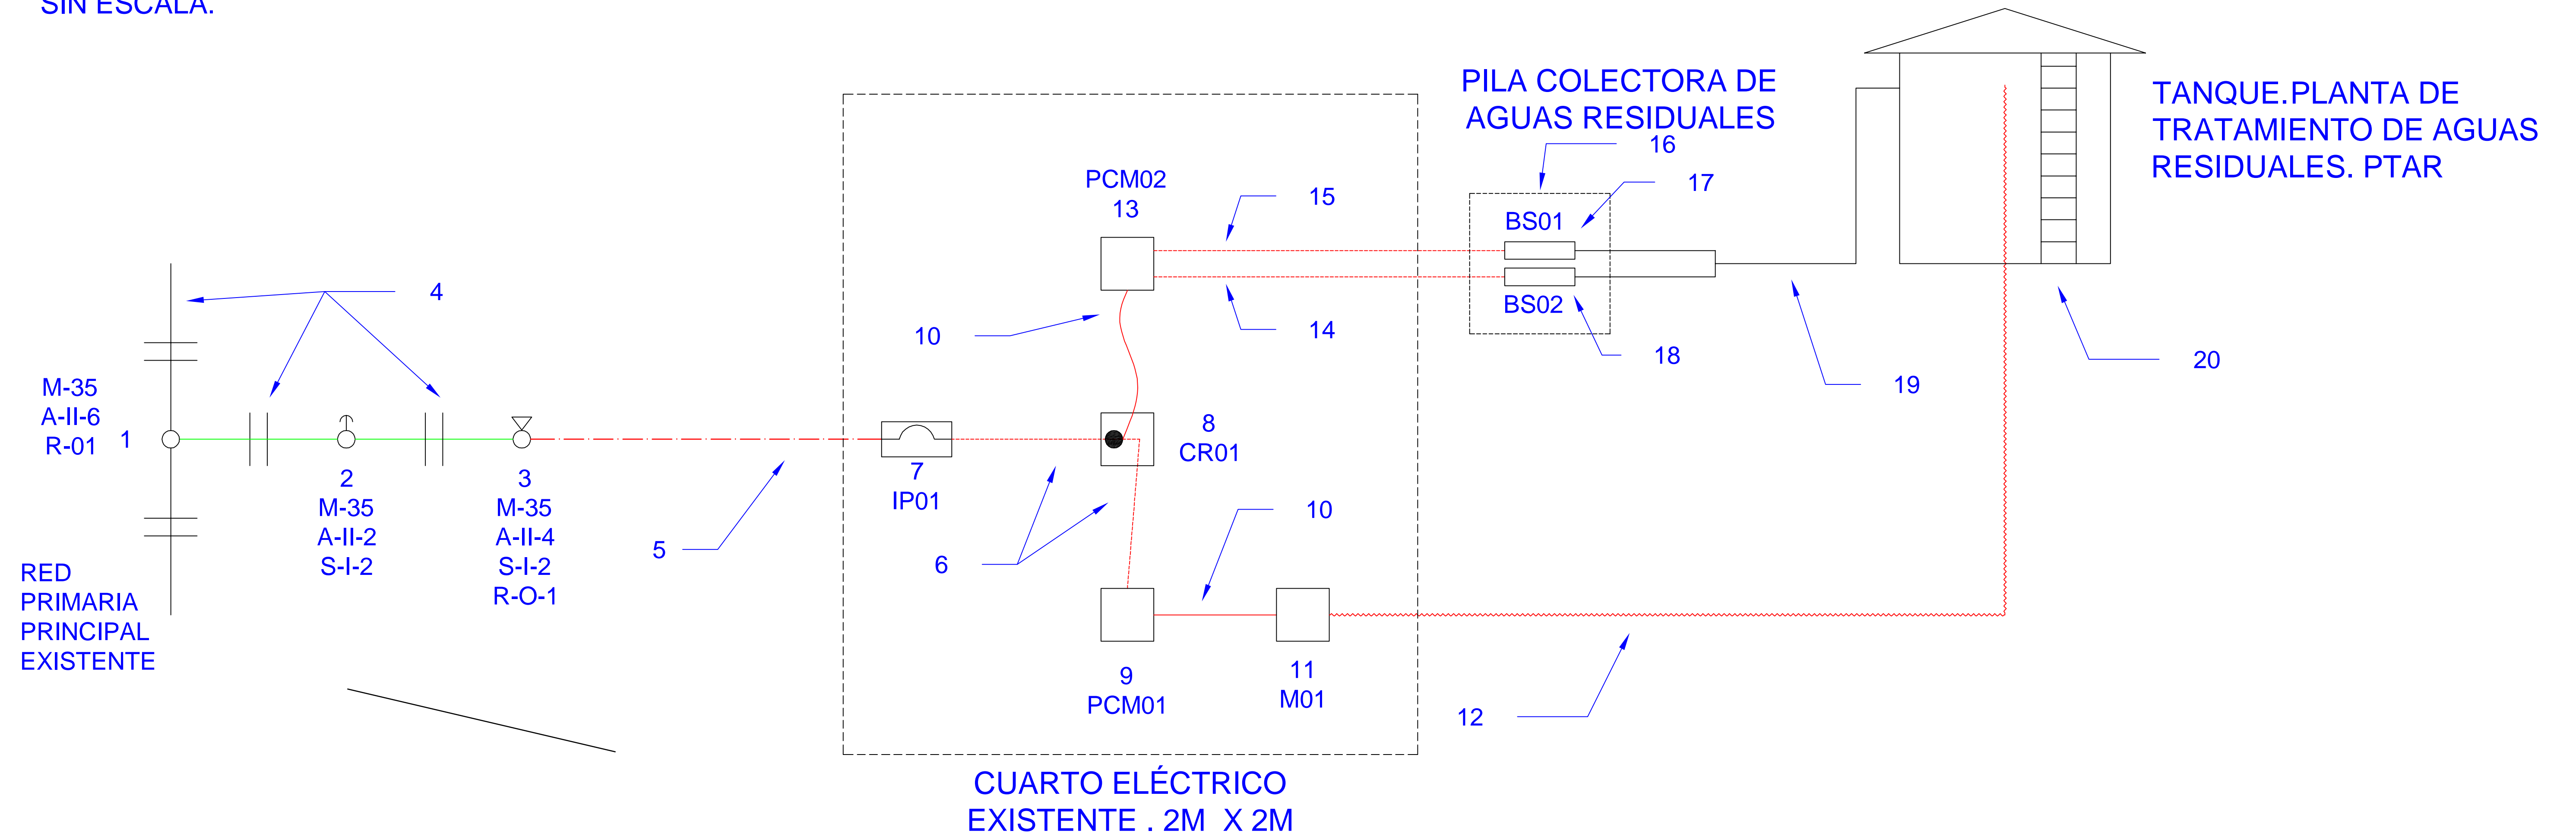 SIN ESCALA.
M-35
A-II-6
R-01
1
RED
PRIMARIA
PRINCIPAL
EXISTENTE
4
2
M-35
A-II-2
S-I-2
3
M-35
A-II-4
S-I-2
R-O-1
5
7
IP01
6
PCM02
13
10
8
CR01
9
PCM01
10
11
M01
CUARTO ELÉCTRICO
EXISTENTE . 2M X 2M
15
14
PILA COLECTORA DE
AGUAS RESIDUALES
16
17
BS01
BS02
18
19
12
20
TANQUE.PLANTA DE
TRATAMIENTO DE AGUAS
RESIDUALES. PTAR